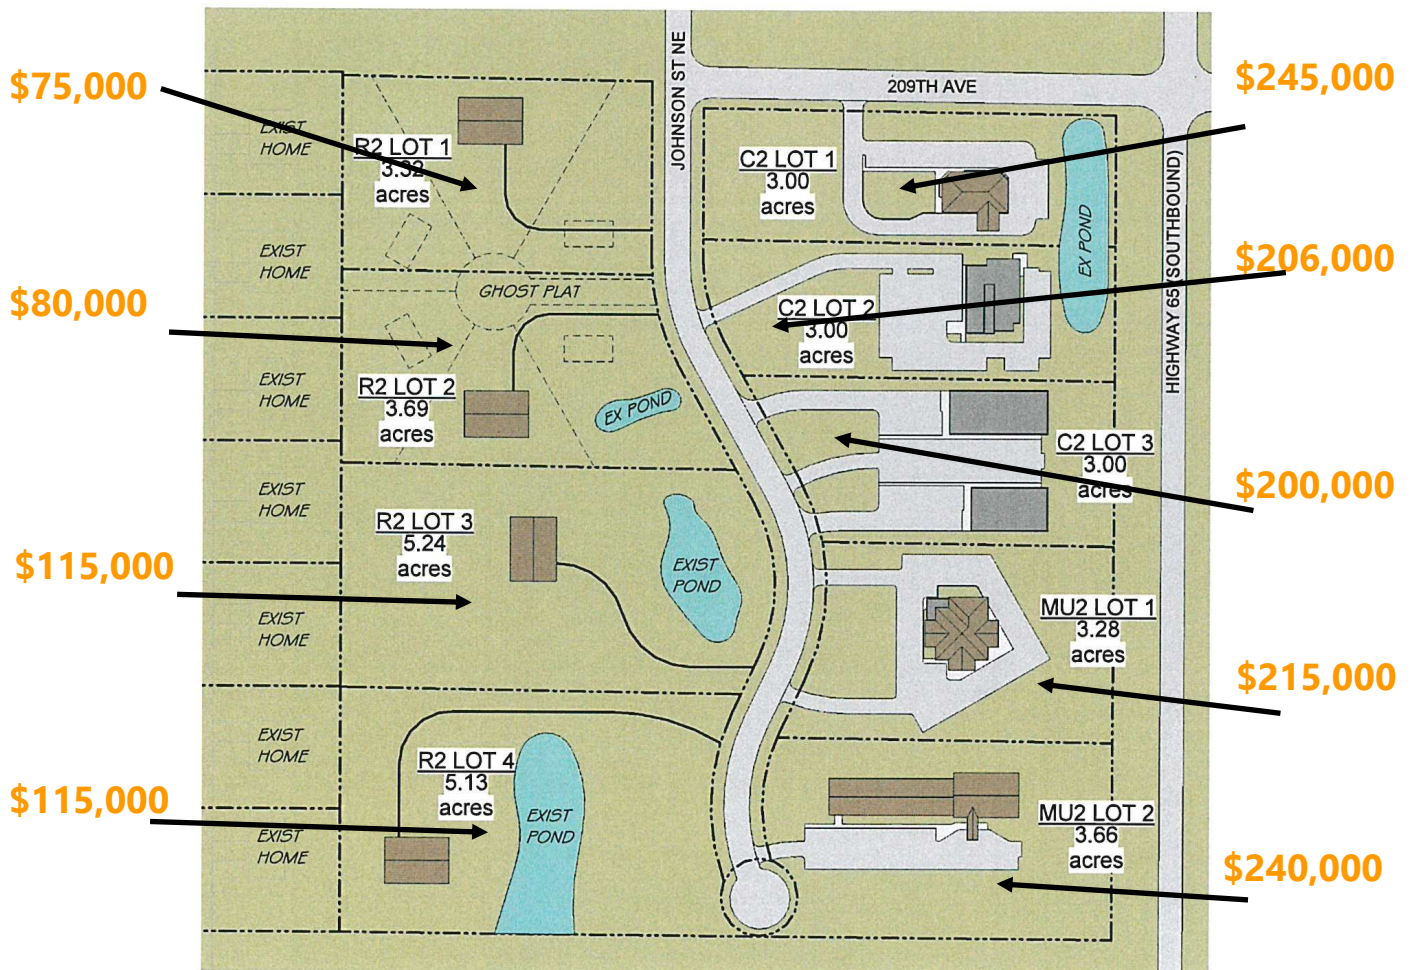 $75,000
$80,000
$115,000
$115,000
EXIST
HOME
EXIST
HOME
EXIST
HOME
EXIST
HOME
EXIST
HOME
EXIST
HOME
EXIST
HOME
R2 LOT 1
3.32
acres
GHOST PLAT
R2 LOT 2
3.69
acres
EX POND
R2 LOT 3
5.24
acres
EXIST
POND
R2 LOT 4
5.13
acres
EXIST
POND
JOHNSON ST NE
209TH AVE
C2 LOT 1
3.00
acres
EX POND
C2 LOT 2
3.00
acres
C2 LOT 3
3.00
acres
MU2 LOT 1
3.28
acres
MU2 LOT 2
3.66
acres
HIGHWAY 65 (SOUTHBOUND)
$245,000
$206,000
$200,000
$215,000
$240,000